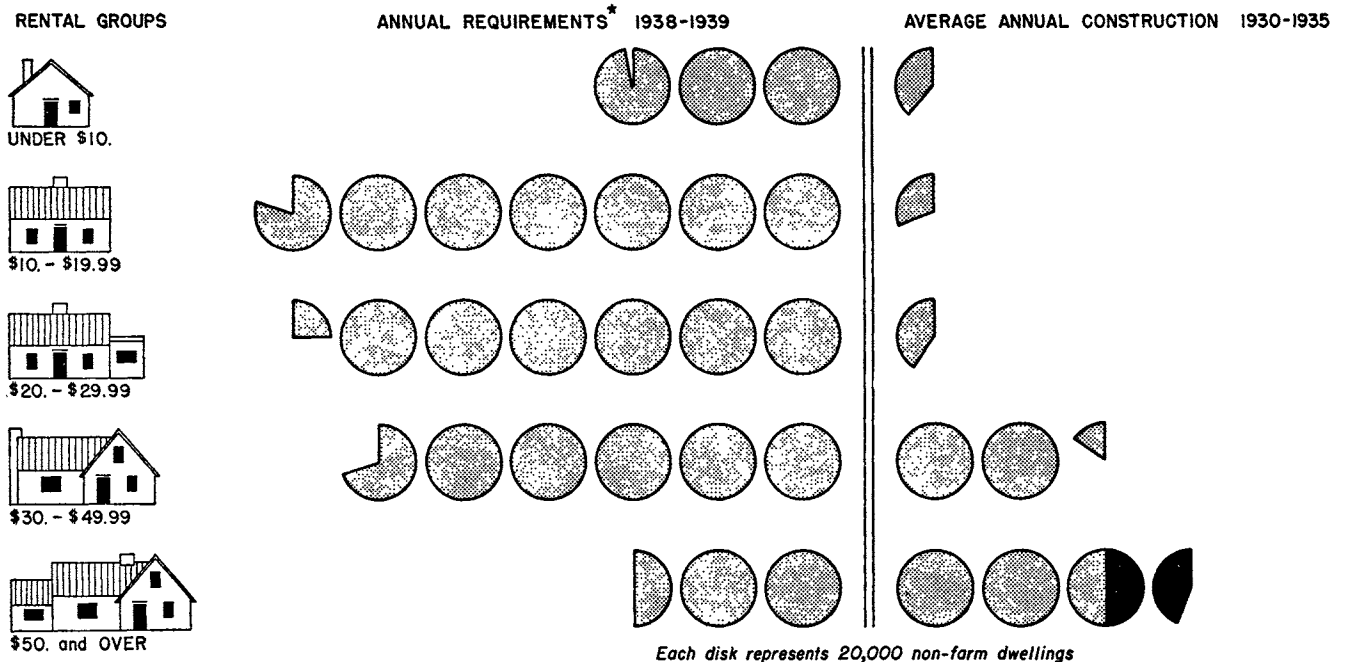 RENTAL GROUPS ANNUAL REQUIREMENTS* 1938-1939 AVERAGE ANNUAL CONSTRUCTION 1930-1935
UNDER $10.
$10. - $19.99
$20. - $29.99
$30. - $49.99
$50. and OVER
Each disk represents 20,000 non-farm dwellings